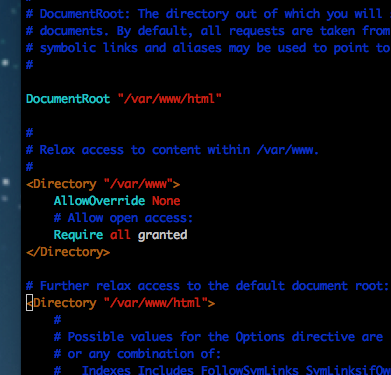 #
# DocumentRoot: The directory out of which you will
# documents. By default, all requests are taken from
# symbolic links and aliases may be used to point to
#
DocumentRoot "/var/www/html"
#
# Relax access to content within /var/www.
#
<Directory "/var/www">
    AllowOverride None
    # Allow open access:
    Require all granted
</Directory>
# Further relax access to the default document root:
<Directory "/var/www/html">
    #
    # Possible values for the Options directive are
    # or any combination of:
    #   Indexes Includes FollowSymLinks SymLinksifOw